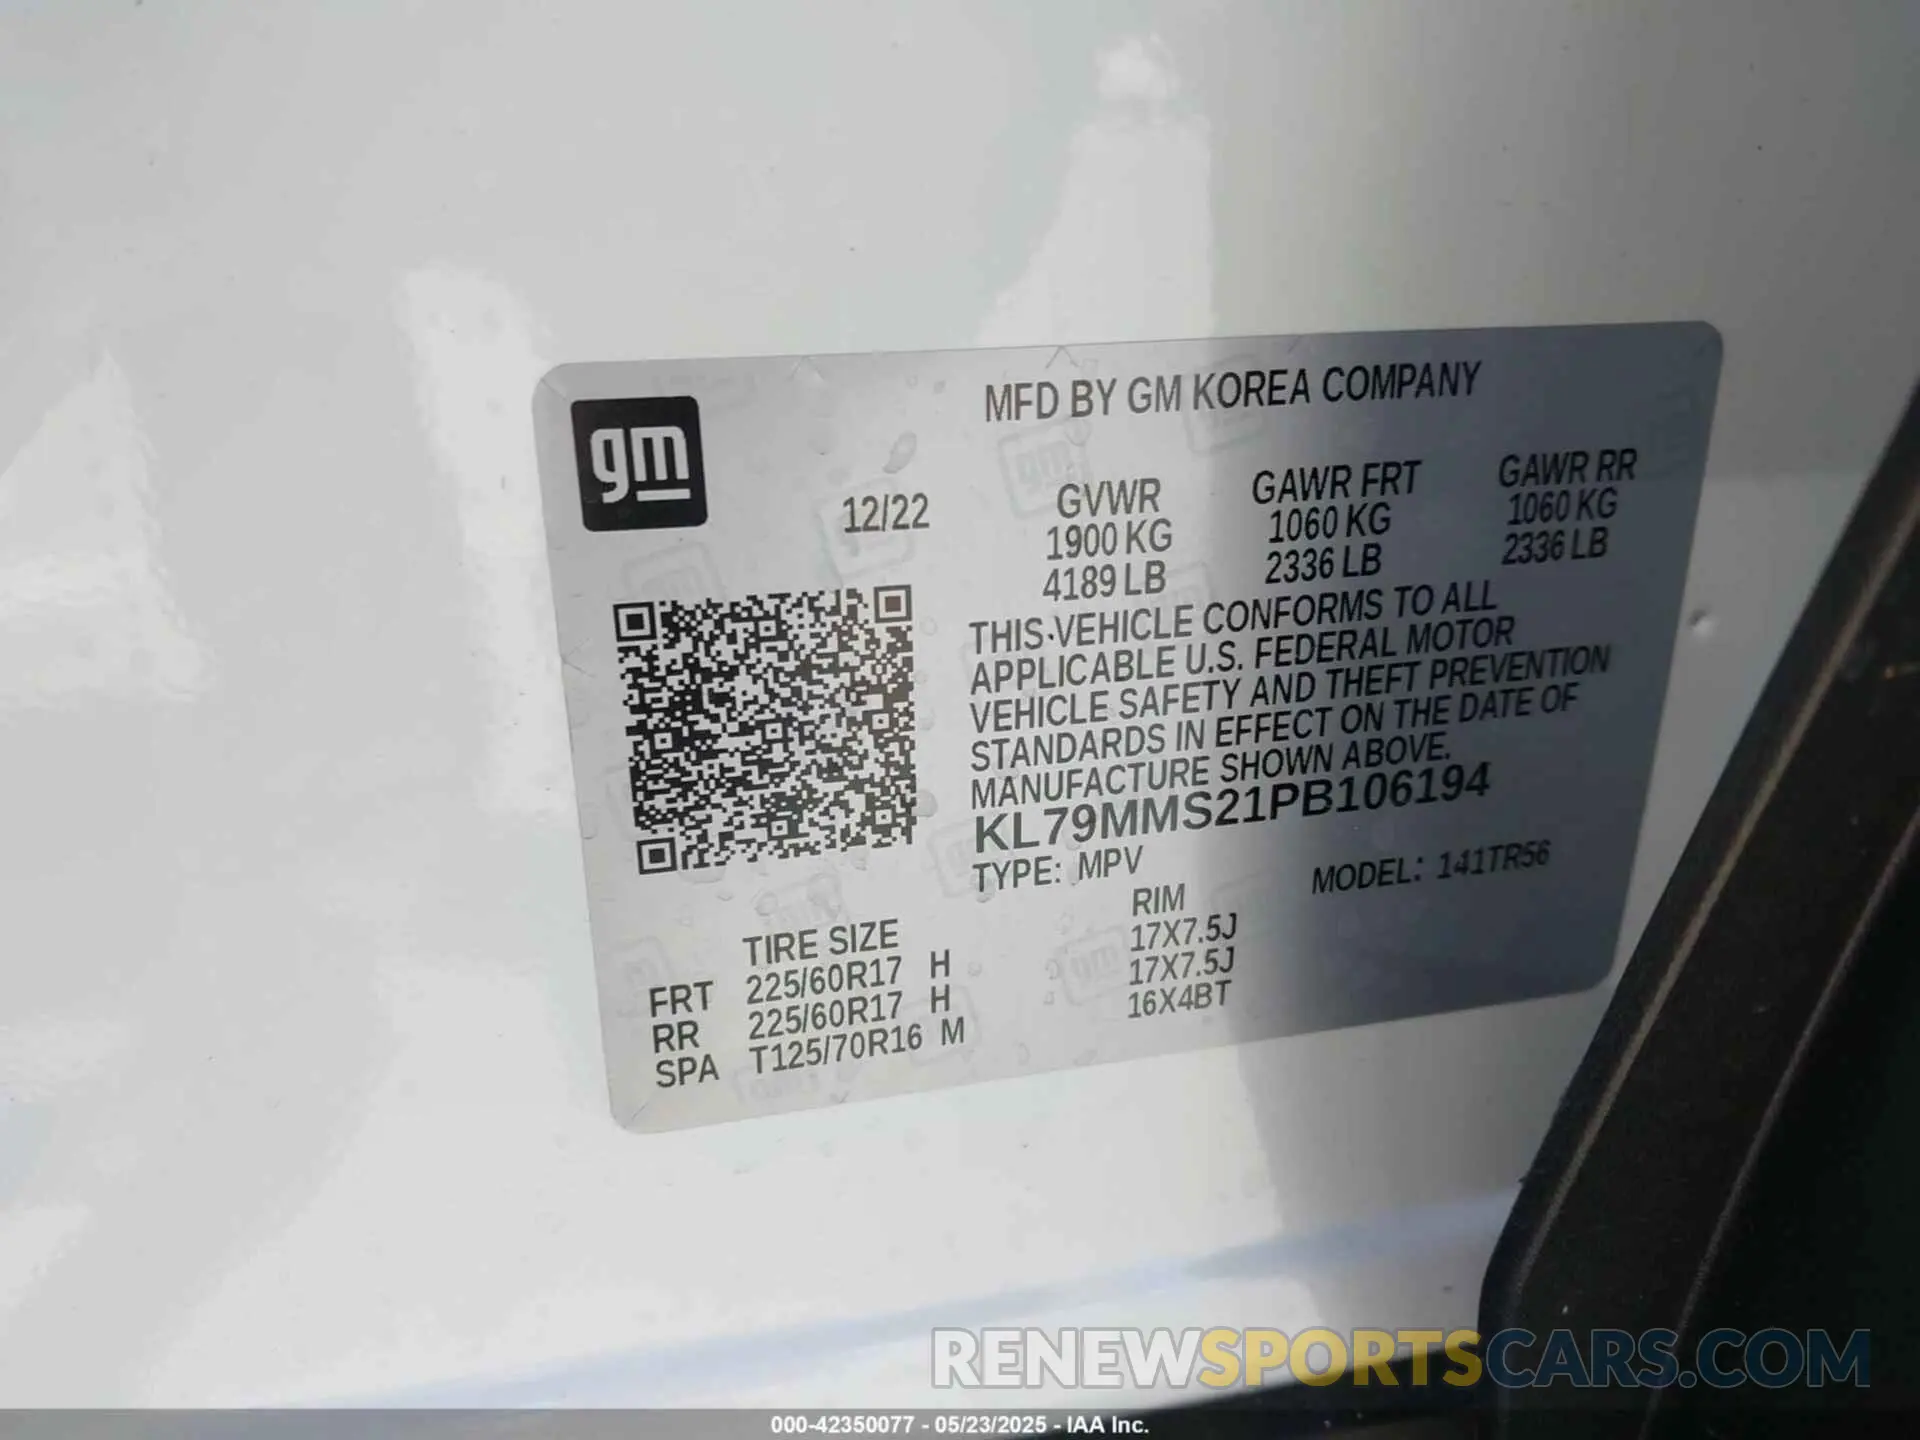 MFD BY GM KOREA COMPANY
gm
12/22
GVWR GAWR FRT GAWR RR
1900 KG 1060 KG 1060 KG
4189 LB 2336 LB 2336 LB
THIS VEHICLE CONFORMS TO ALL
APPLICABLE U.S. FEDERAL MOTOR
VEHICLE SAFETY AND THEFT PREVENTION
STANDARDS IN EFFECT ON THE DATE OF
MANUFACTURE SHOWN ABOVE.
KL79MMS21PB106194
TYPE: MPV MODEL: 141TR56
TIRE SIZE RIM
FRT 225/60R17 H 17X7.5J
RR 225/60R17 H 17X7.5J
SPA T125/70R16 M 16X4BT
RENEWSPORTSCARS.COM
000-42350077 - 05/23/2025 - IAA Inc.